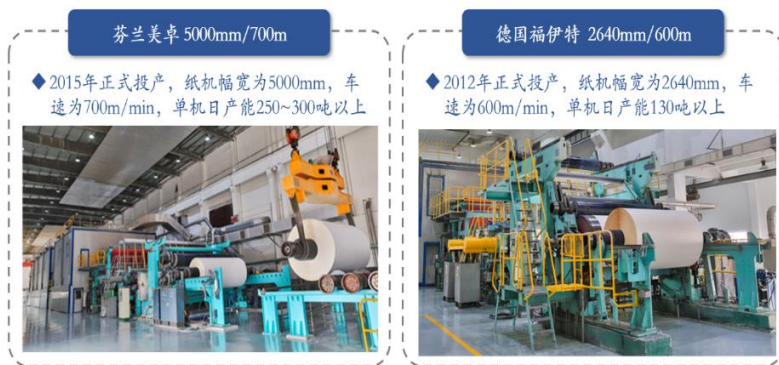 芬兰美卓 5000mm/700m
◆2015年正式投产，纸机幅宽为5000mm，车
速为700m/min，单机日产能250~300吨以上
德国福伊特 2640mm/600m
◆2012年正式投产，纸机幅宽为2640mm，车
速为600m/min，单机日产能130吨以上